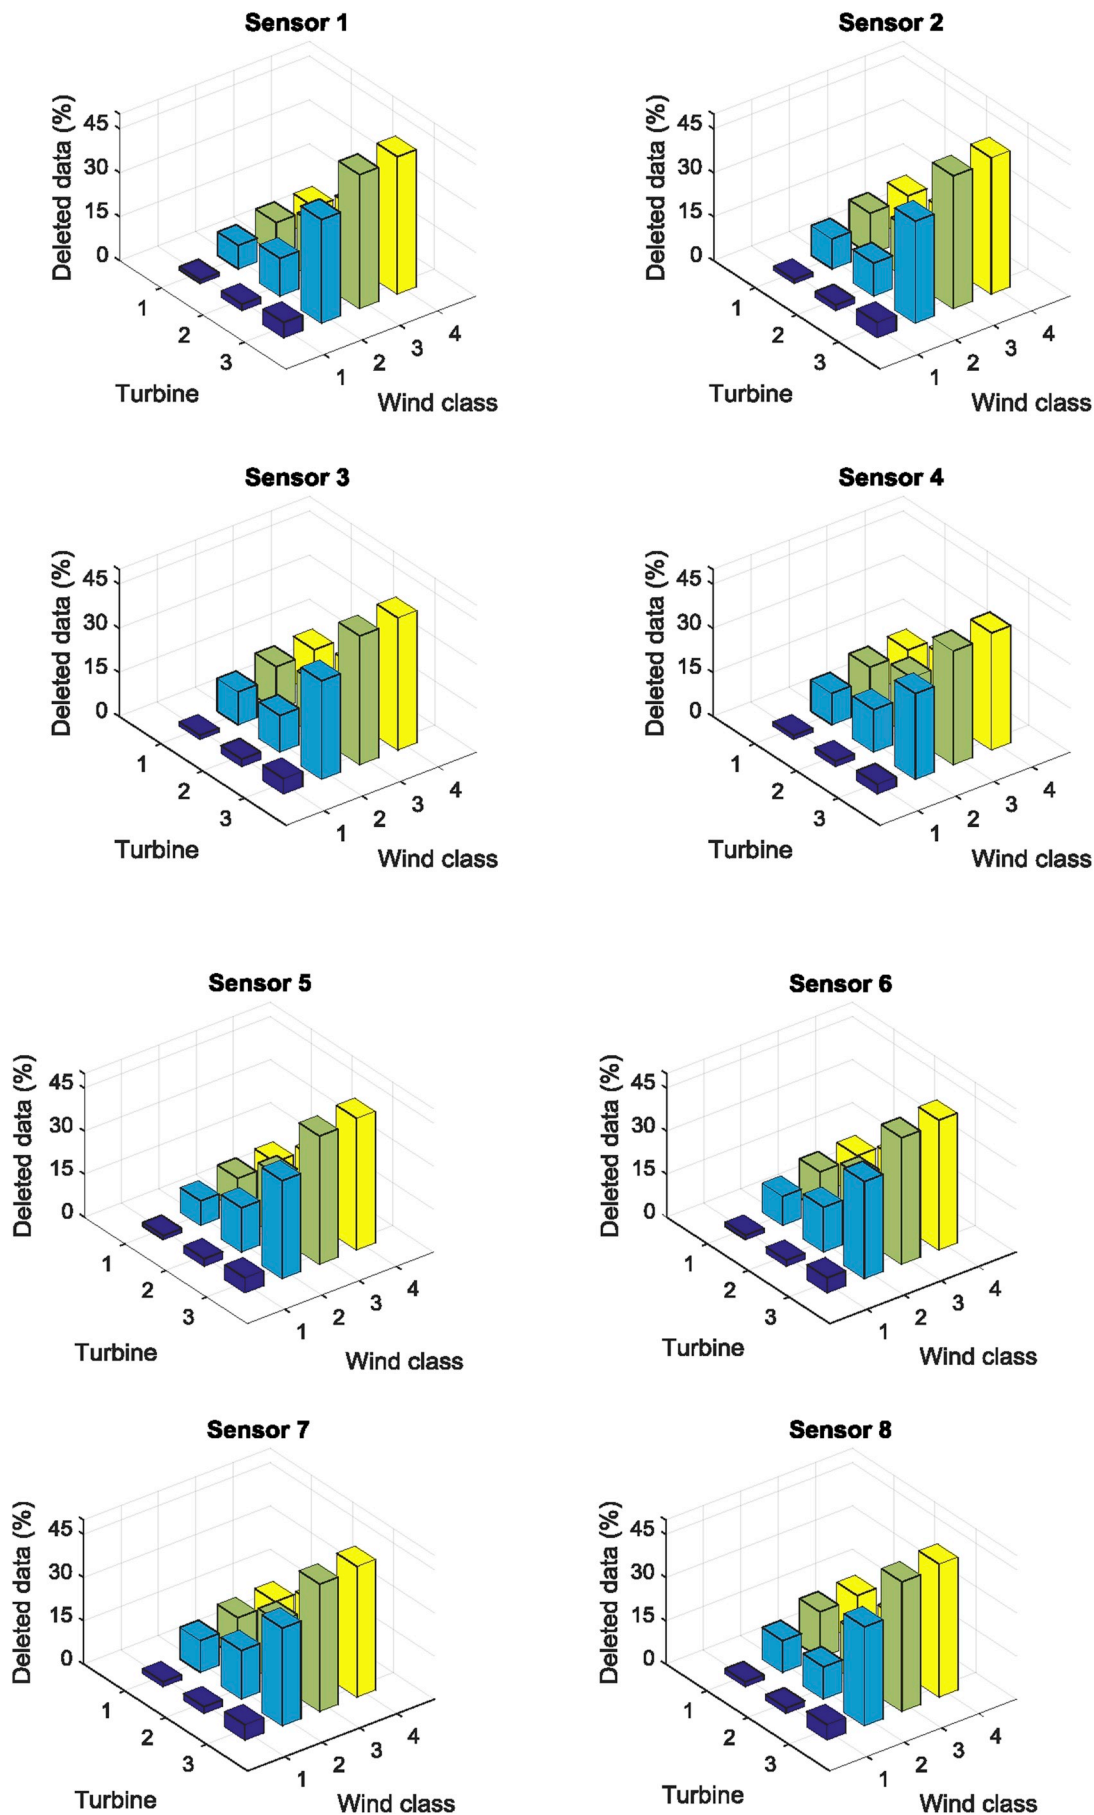 Sensor 1
Deleted data (%)
45
30
15
0
1
2
3
Turbine
1
2
3
4
Wind class
Sensor 2
Deleted data (%)
45
30
15
0
1
2
3
Turbine
1
2
3
4
Wind class
Sensor 3
Deleted data (%)
45
30
15
0
1
2
3
Turbine
1
2
3
4
Wind class
Sensor 4
Deleted data (%)
45
30
15
0
1
2
3
Turbine
1
2
3
4
Wind class
Sensor 5
Deleted data (%)
45
30
15
0
1
2
3
Turbine
1
2
3
4
Wind class
Sensor 6
Deleted data (%)
45
30
15
0
1
2
3
Turbine
1
2
3
4
Wind class
Sensor 7
Deleted data (%)
45
30
15
0
1
2
3
Turbine
1
2
3
4
Wind class
Sensor 8
Deleted data (%)
45
30
15
0
1
2
3
Turbine
1
2
3
4
Wind class